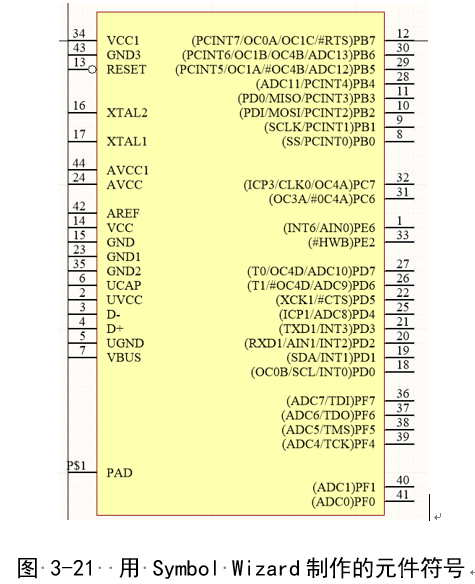 34 VCC1 (PCINT7/OC0A/OC1C/#RTS)PB7 12
43 GND3 (PCINT6/OC1B/OC4B/ADC13)PB6 30
13 RESET (PCINT5/OC1A/#OC4B/ADC12)PB5 29
(ADC11/PCINT4)PB4 28
(PD0/MISO/PCINT3)PB3 11
16 XTAL2 (PDI/MOSI/PCINT2)PB2 10
(SCLK/PCINT1)PB1 9
17 XTAL1 (SS/PCINT0)PB0 8
44 AVCC1
24 AVCC (ICP3/CLK0/OC4A)PC7 32
(OC3A/#0C4A)PC6 31
42 AREF
14 VCC (INT6/AIN0)PE6 1
15 GND (#HWB)PE2 33
23 GND1
35 GND2 (T0/OC4D/ADC10)PD7 27
6 UCAP (T1/#OC4D/ADC9)PD6 26
2 UVCC (XCK1/#CTS)PD5 22
3 D- (ICP1/ADC8)PD4 25
4 D+ (TXD1/INT3)PD3 21
5 UGND (RXD1/AIN1/INT2)PD2 20
7 VBUS (SDA/INT1)PD1 19
(OC0B/SCL/INT0)PD0 18
(ADC7/TDI)PF7 36
(ADC6/TDO)PF6 37
(ADC5/TMS)PF5 38
(ADC4/TCK)PF4 39
P$1 PAD
(ADC1)PF1 40
(ADC0)PF0 41
图 3-21 用 Symbol Wizard 制作的元件符号